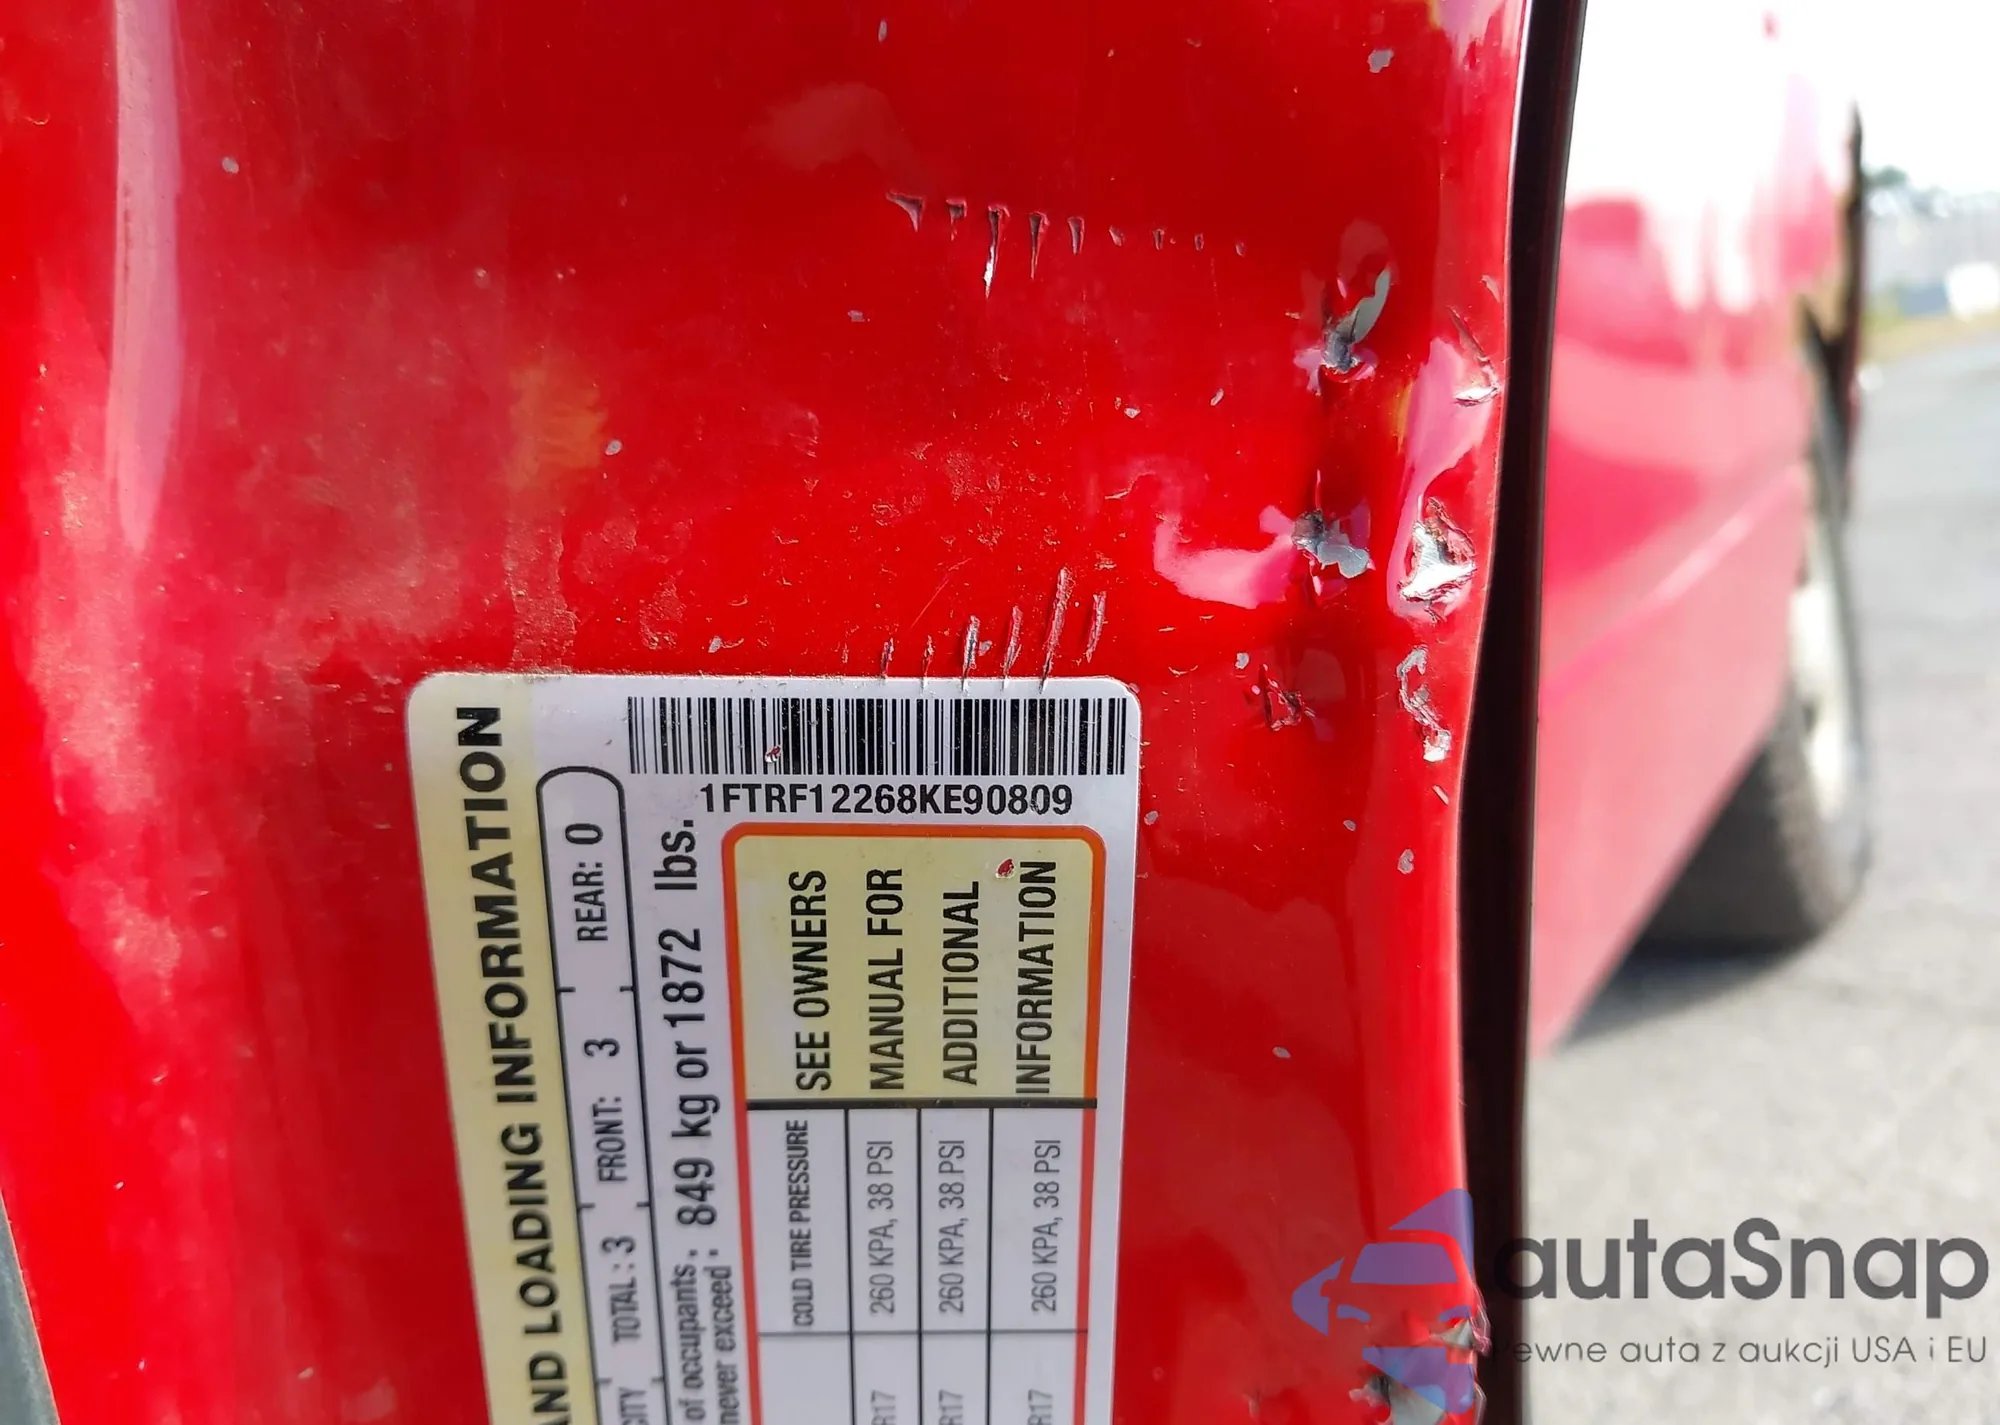 AND LOADING INFORMATION
TOTAL: 3 FRONT: 3 REAR: 0
of occupants.
never exceed: 849 kg or 1872 lbs.
1FTRF12268KE90809
COLD TIRE PRESSURE
260 KPA, 38 PSI
260 KPA, 38 PSI
260 KPA, 38 PSI
R17
R17
R17
SEE OWNERS
MANUAL FOR
ADDITIONAL
INFORMATION
autaSnap
Pewne auta z aukcji USA i EU